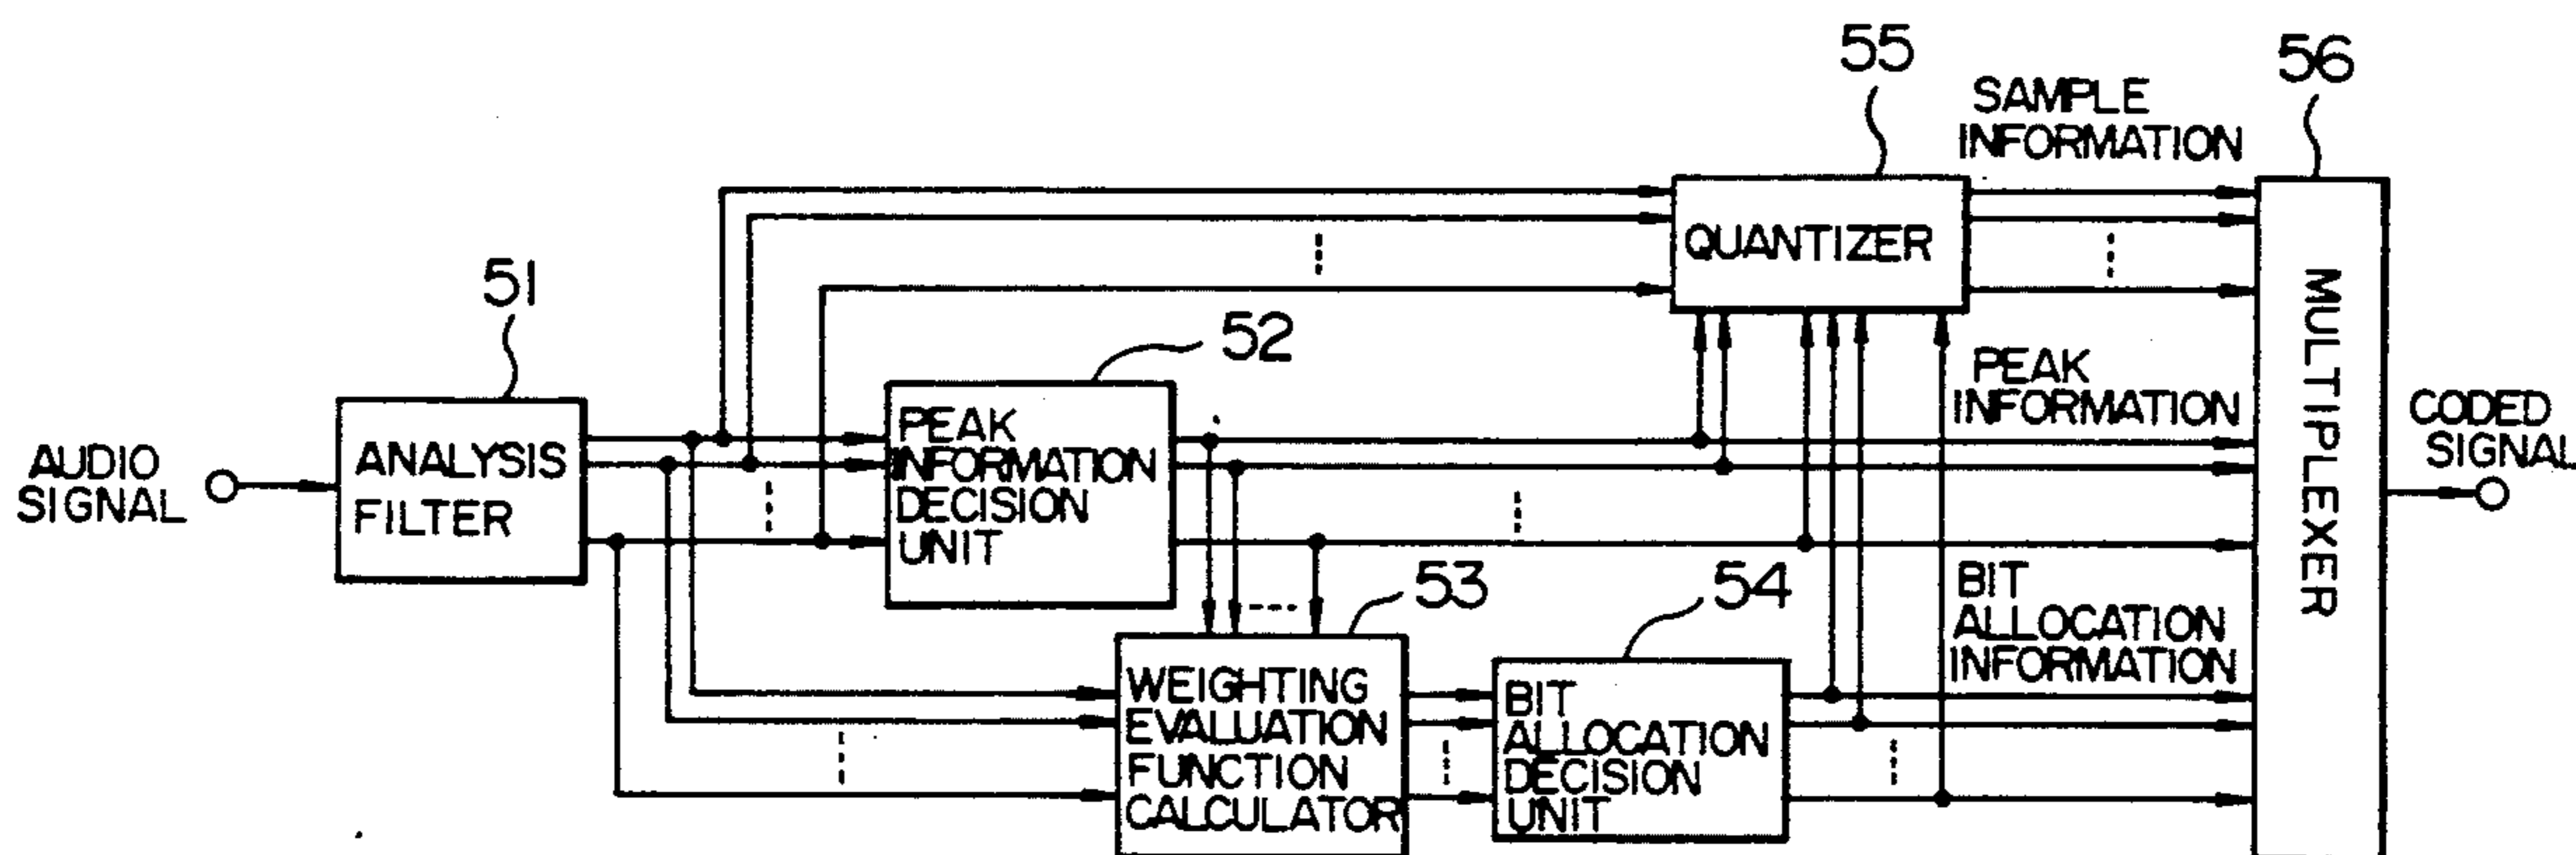 55
SAMPLE
INFORMATION
56
51
52
QUANTIZER
MULTIPLEXER
AUDIO
SIGNAL
ANALYSIS
FILTER
PEAK
INFORMATION
DECISION
UNIT
PEAK
INFORMATION
CODED
SIGNAL
53
54
BIT
ALLOCATION
INFORMATION
WEIGHTING
EVALUATION
FUNCTION
CALCULATOR
BIT
ALLOCATION
DECISION
UNIT